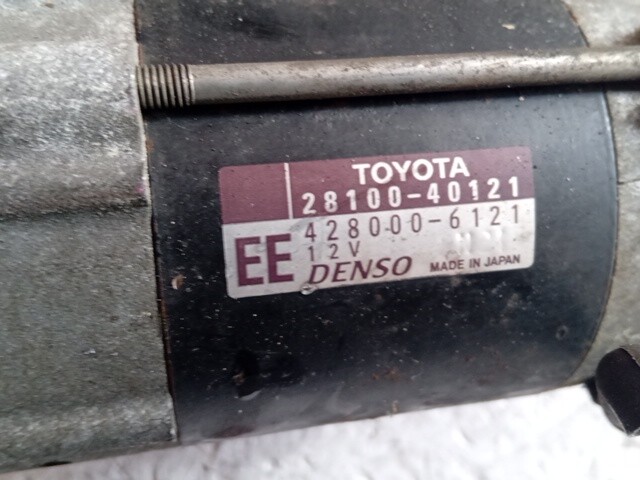 TOYOTA
28100-40121
428000-6121
EE 12V
DENSO MADE IN JAPAN